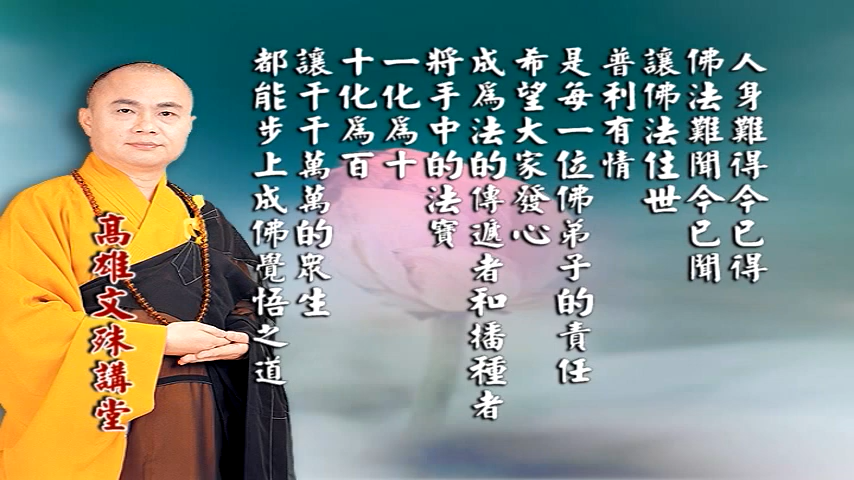 人身難得今已得
佛法難聞今已聞
讓佛法住世
普利有情
是每一位佛弟子的責任
希望大家發心
成為法的傳遞者和播種者
將手中的法寶
一化為十
十化為百
讓千千萬萬的眾生
都能步上成佛覺悟之道
高雄文殊講堂